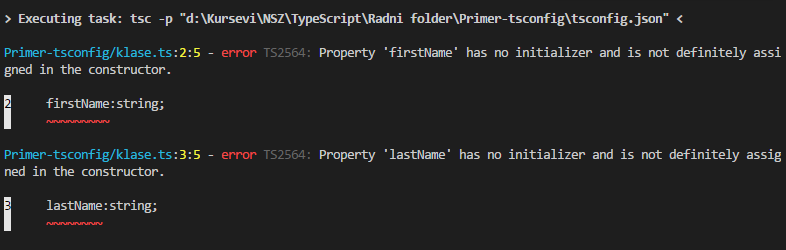 > Executing task: tsc -p "d:\Kursevi\NSZ\TypeScript\Radni folder\Primer-tsconfig\tsconfig.json" <
Primer-tsconfig/klase.ts:2:5 - error TS2564: Property 'firstName' has no initializer and is not definitely assi
gned in the constructor.
2     firstName:string;
~~~~~~~~~
Primer-tsconfig/klase.ts:3:5 - error TS2564: Property 'lastName' has no initializer and is not definitely assig
ned in the constructor.
3     lastName:string;
~~~~~~~~